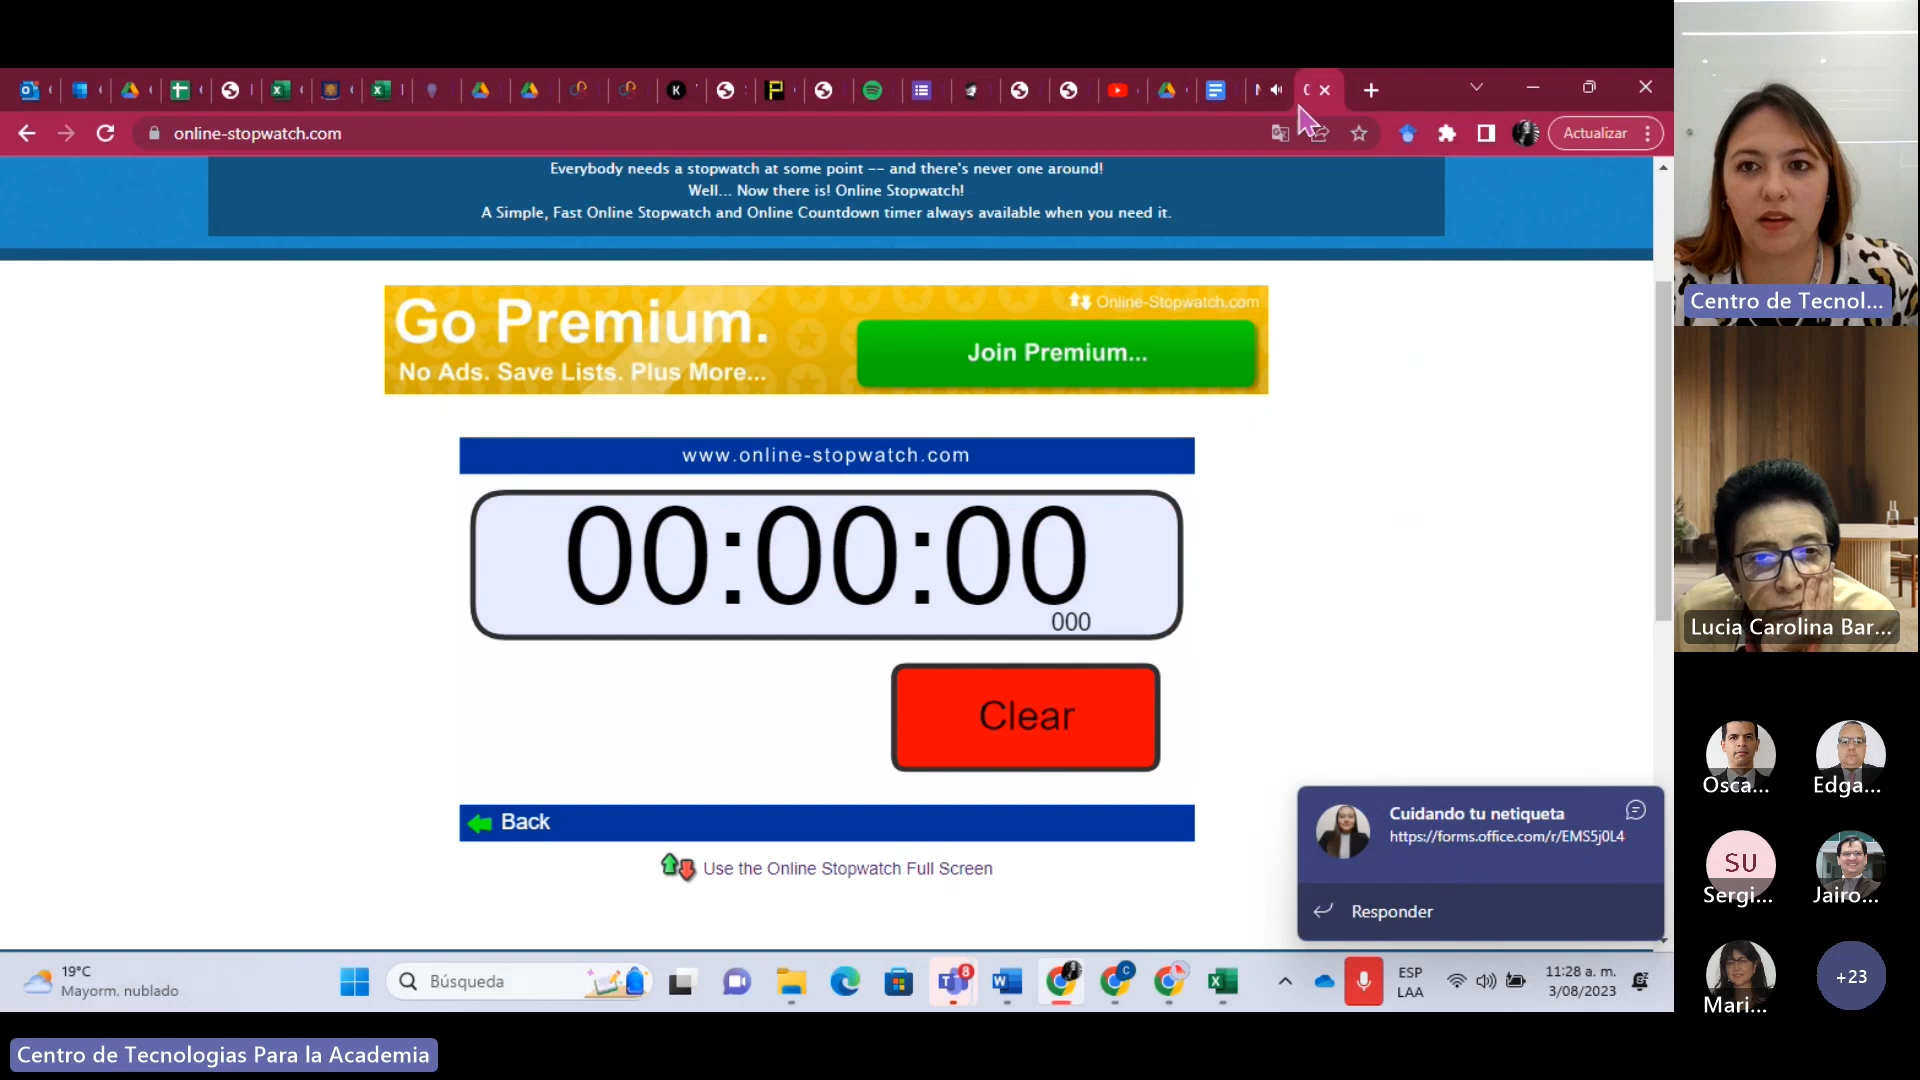 online-stopwatch.com
Actualizar
Everybody needs a stopwatch at some point -- and there's never one around!
Well... Now there is! Online Stopwatch!
A Simple, Fast Online Stopwatch and Online Countdown timer always available when you need it.
Go Premium.
No Ads. Save Lists. Plus More...
Online-Stopwatch.com
Join Premium...
www.online-stopwatch.com
00:00:00
000
Clear
Back
Use the Online Stopwatch Full Screen
Cuidando tu netiqueta
https://forms.office.com/r/EMS5j0L4
Responder
19°C
Mayorm. nublado
Búsqueda
8
ESP
LAA
11:28 a. m.
3/08/2023
Centro de Tecnologías Para la Academia
Centro de Tecnol...
Lucia Carolina Bar...
Osca...
Edga...
SU
Sergi...
Jairo...
Mari...
+23